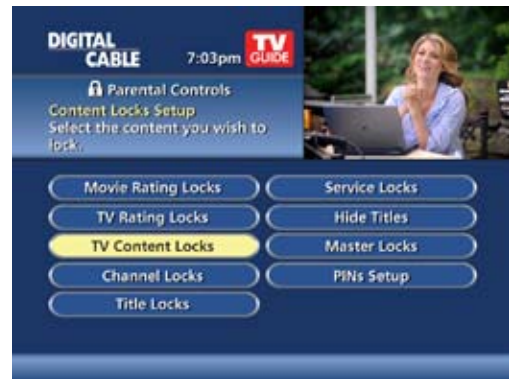 DIGITAL
CABLE
7:03pm
TV
GUIDE
Parental Controls
Content Locks Setup
Select the content you wish to
lock.
Movie Rating Locks
TV Rating Locks
TV Content Locks
Channel Locks
Title Locks
Service Locks
Hide Titles
Master Locks
PINs Setup